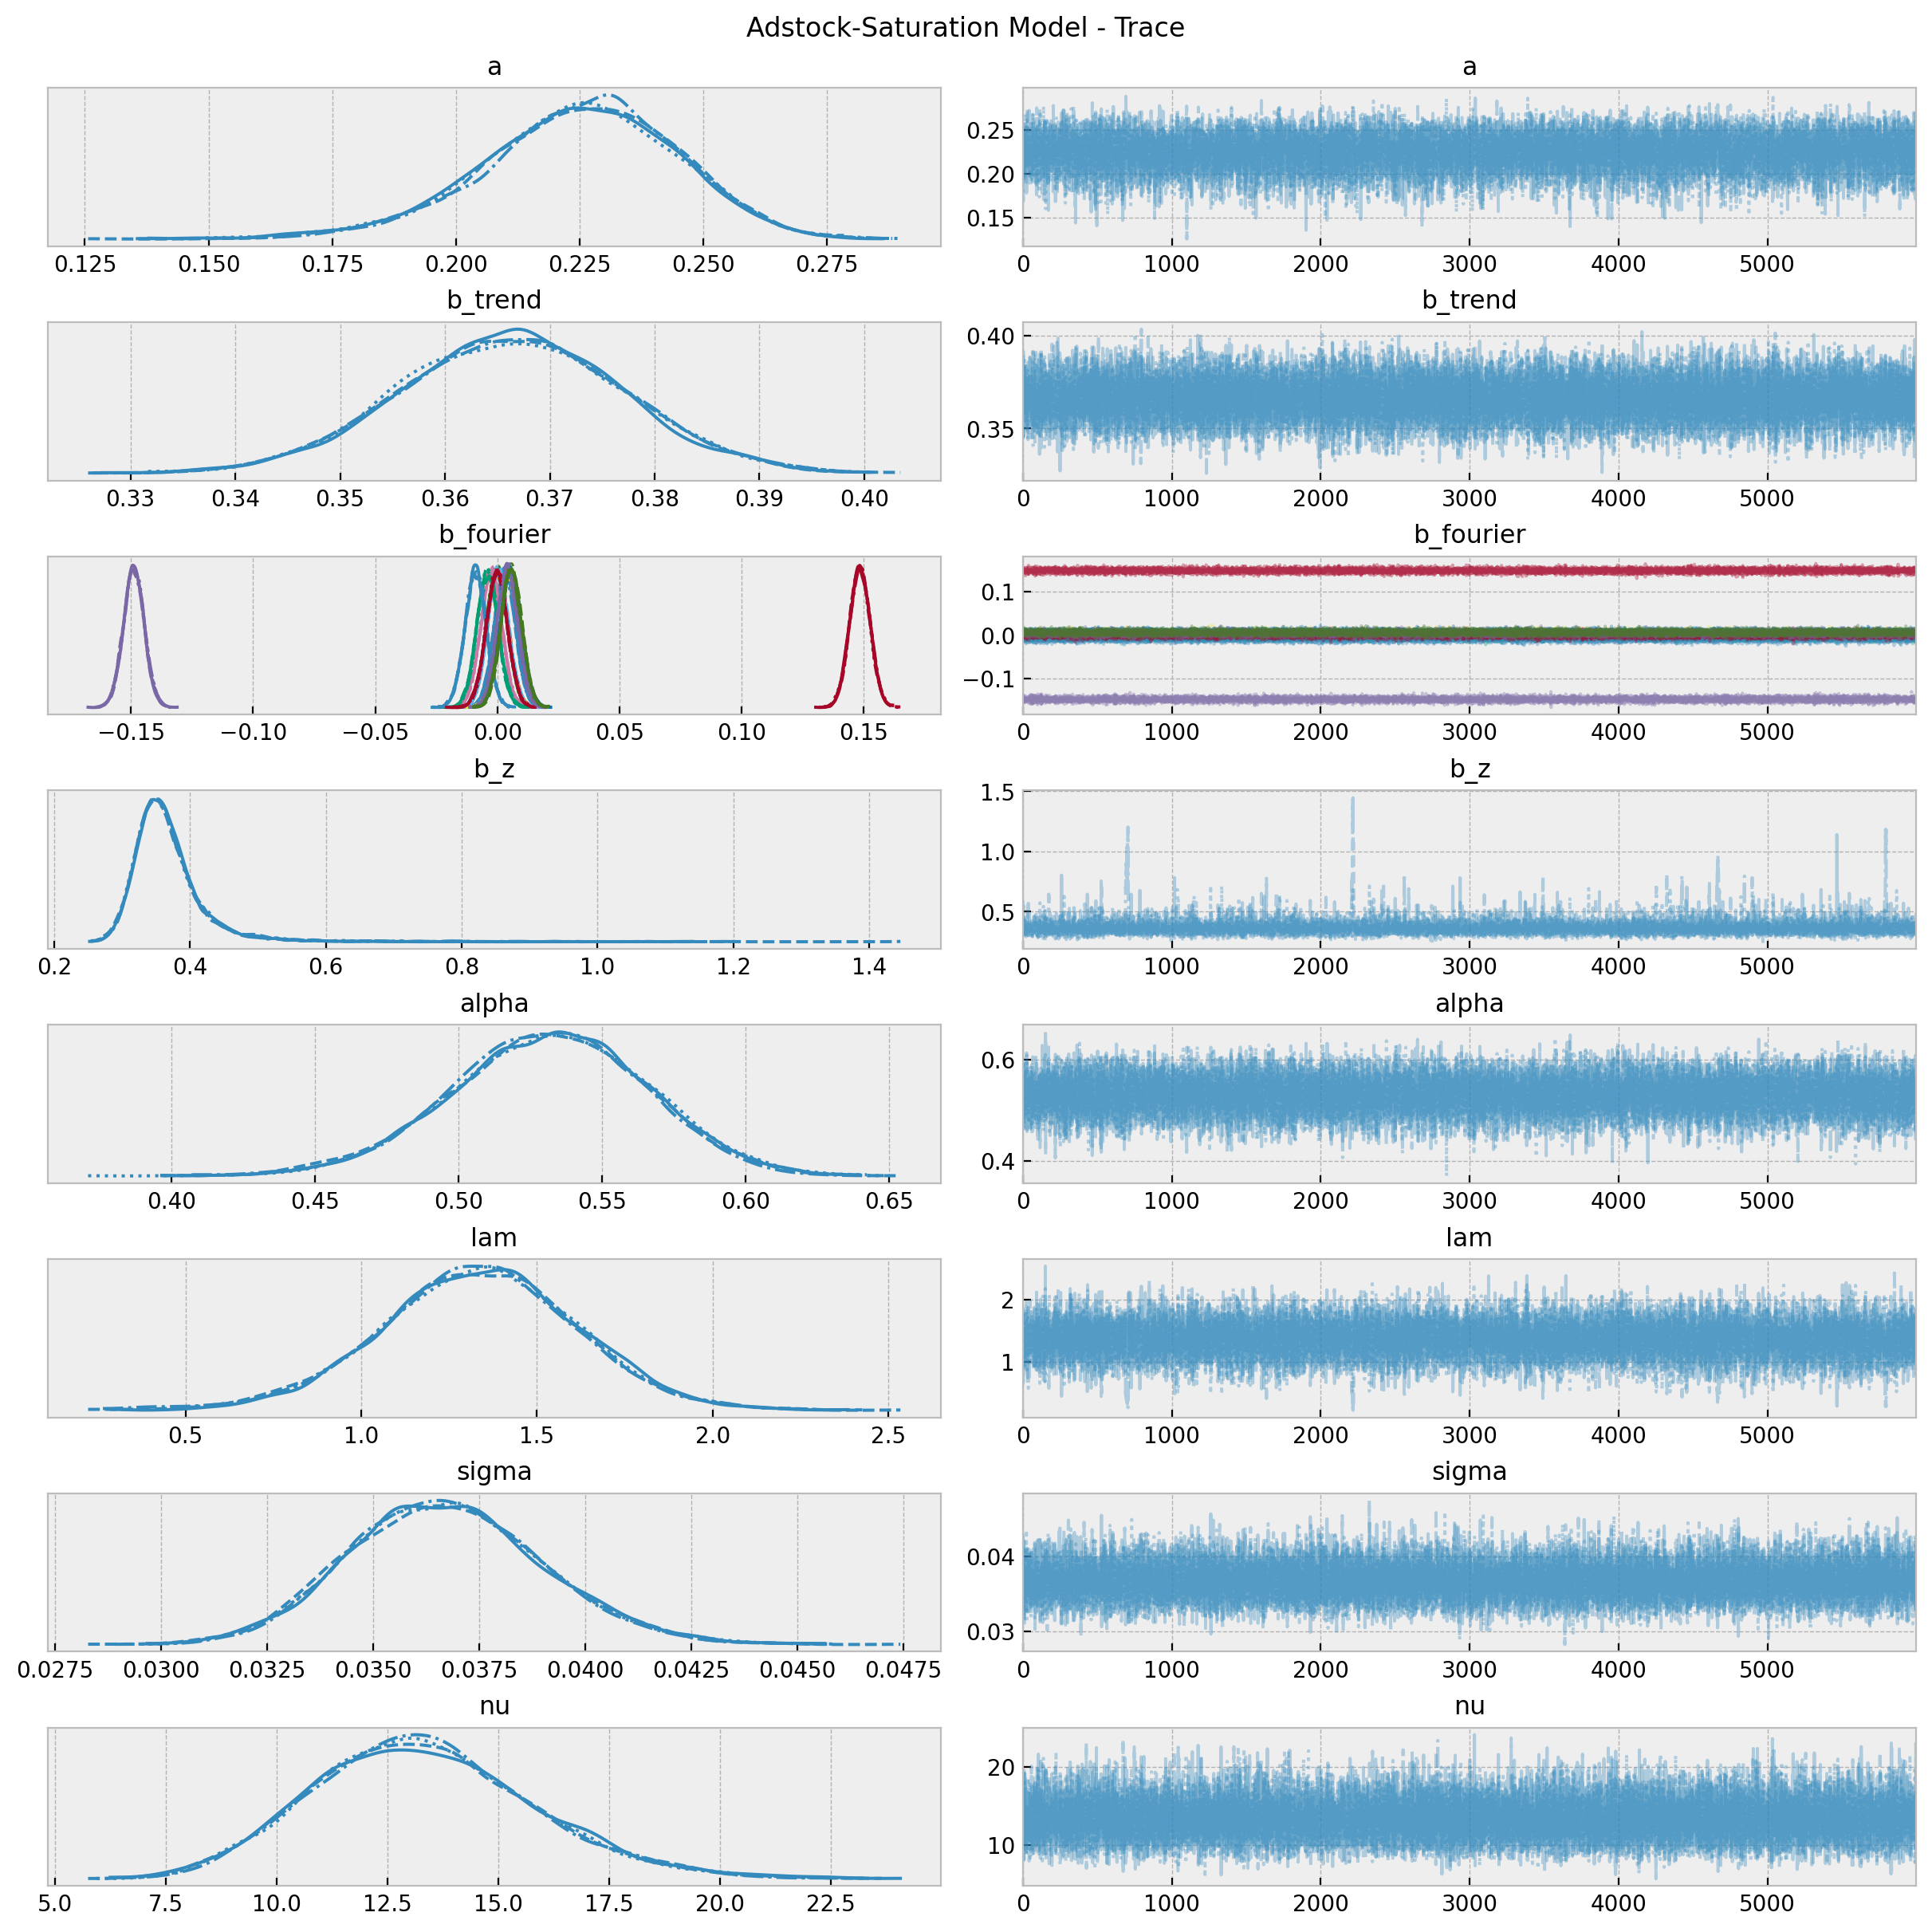 Adstock-Saturation Model - Trace
a
a
0.125 0.150 0.175 0.200 0.225 0.250 0.275
0.25
0.20
0.15
0 1000 2000 3000 4000 5000
b_trend
b_trend
0.33 0.34 0.35 0.36 0.37 0.38 0.39 0.40
0.40
0.35
0 1000 2000 3000 4000 5000
b_fourier
b_fourier
−0.15 −0.10 −0.05 0.00 0.05 0.10 0.15
0.1
0.0
−0.1
0 1000 2000 3000 4000 5000
b_z
b_z
0.2 0.4 0.6 0.8 1.0 1.2 1.4
1.5
1.0
0.5
0 1000 2000 3000 4000 5000
alpha
alpha
0.40 0.45 0.50 0.55 0.60 0.65
0.6
0.4
0 1000 2000 3000 4000 5000
lam
lam
0.5 1.0 1.5 2.0 2.5
2
1
0 1000 2000 3000 4000 5000
sigma
sigma
0.0275 0.0300 0.0325 0.0350 0.0375 0.0400 0.0425 0.0450 0.0475
0.04
0.03
0 1000 2000 3000 4000 5000
nu
nu
5.0 7.5 10.0 12.5 15.0 17.5 20.0 22.5
20
10
0 1000 2000 3000 4000 5000